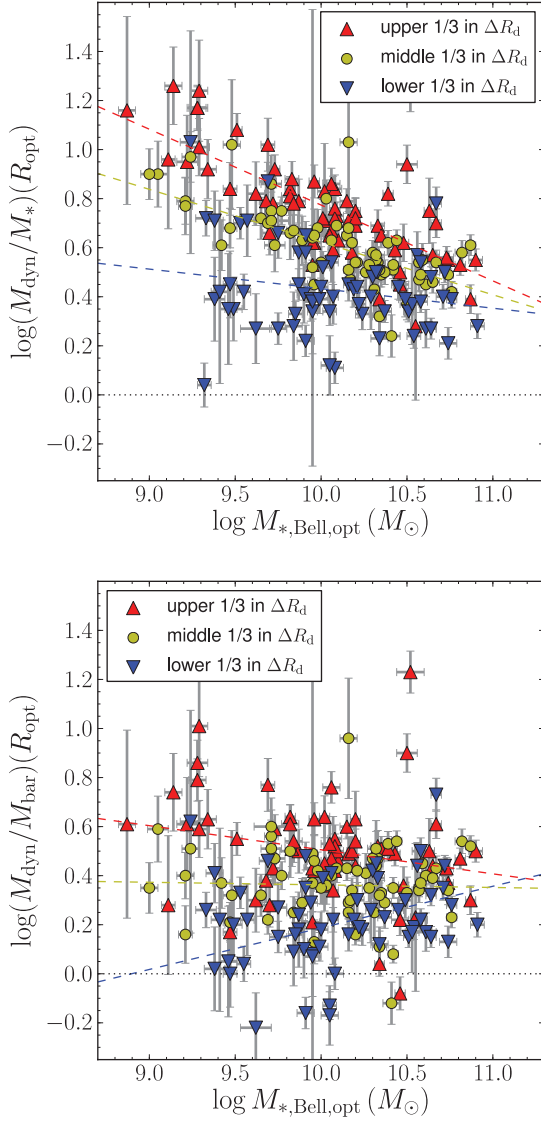 upper 1/3 in ΔR_d
middle 1/3 in ΔR_d
lower 1/3 in ΔR_d
log(M_dyn/M_*)(R_opt)
1.4
1.2
1.0
0.8
0.6
0.4
0.2
0.0
−0.2
9.0 9.5 10.0 10.5 11.0
log M_*,Bell,opt (M_⊙)
upper 1/3 in ΔR_d
middle 1/3 in ΔR_d
lower 1/3 in ΔR_d
log(M_dyn/M_bar)(R_opt)
1.4
1.2
1.0
0.8
0.6
0.4
0.2
0.0
−0.2
9.0 9.5 10.0 10.5 11.0
log M_*,Bell,opt (M_⊙)